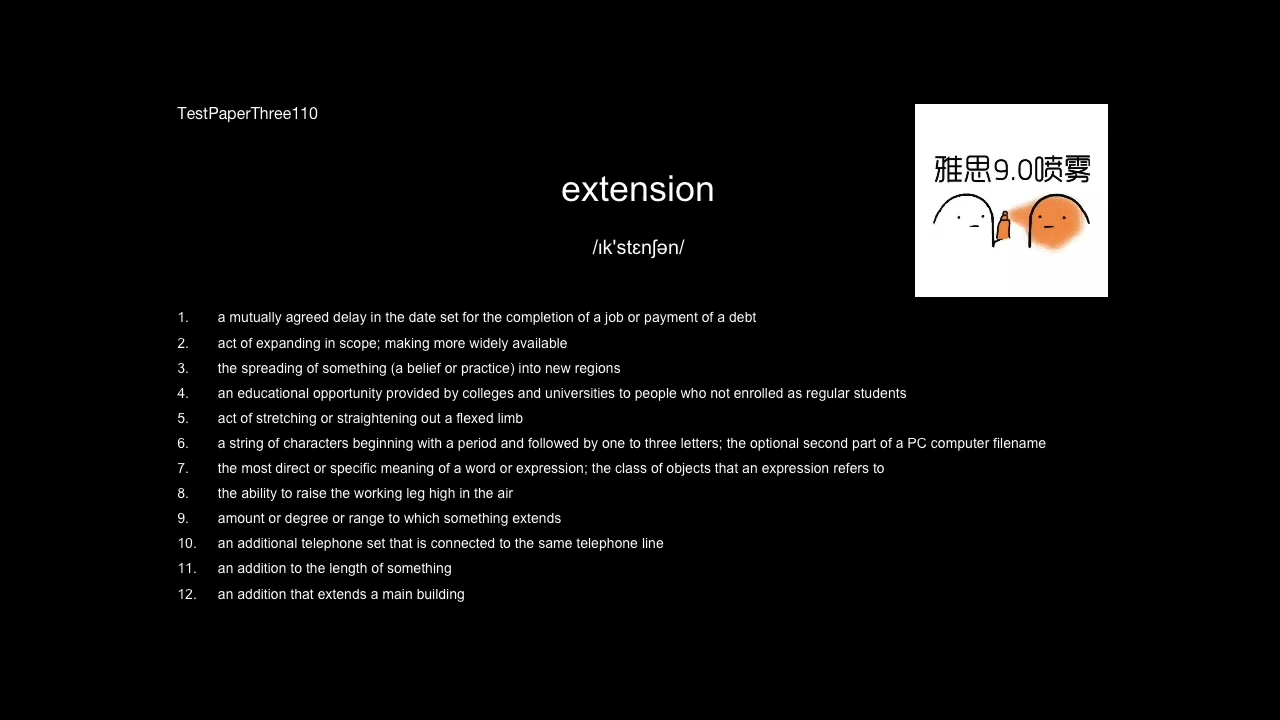 TestPaperThree110
雅思9.0喷雾
extension
/ɪk'stɛnʃən/
1. a mutually agreed delay in the date set for the completion of a job or payment of a debt
2. act of expanding in scope; making more widely available
3. the spreading of something (a belief or practice) into new regions
4. an educational opportunity provided by colleges and universities to people who not enrolled as regular students
5. act of stretching or straightening out a flexed limb
6. a string of characters beginning with a period and followed by one to three letters; the optional second part of a PC computer filename
7. the most direct or specific meaning of a word or expression; the class of objects that an expression refers to
8. the ability to raise the working leg high in the air
9. amount or degree or range to which something extends
10. an additional telephone set that is connected to the same telephone line
11. an addition to the length of something
12. an addition that extends a main building